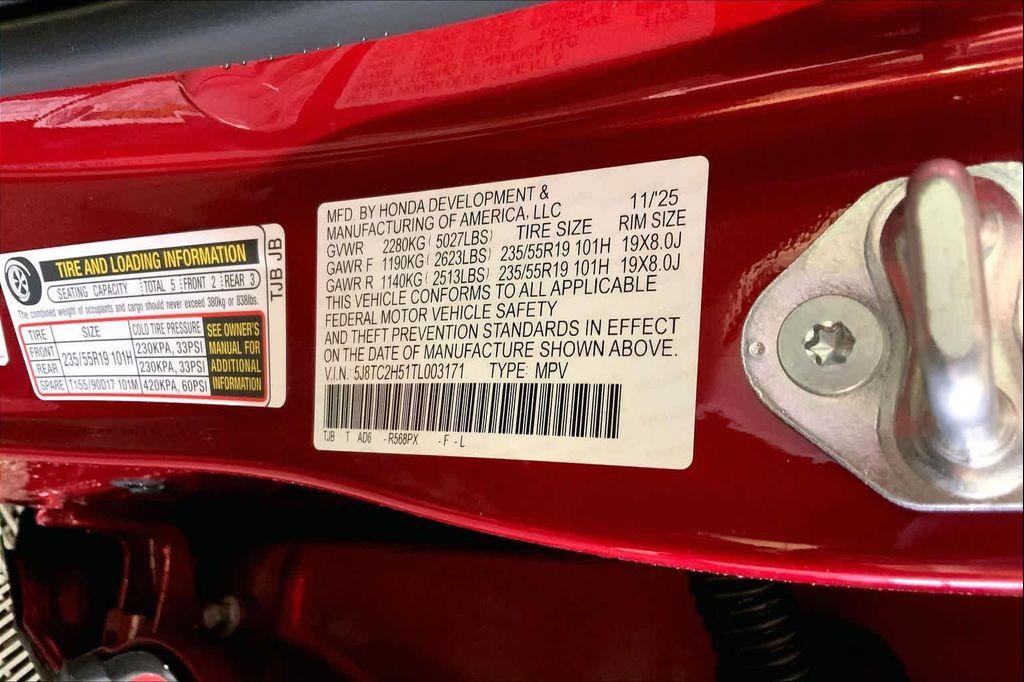 TIRE AND LOADING INFORMATION
SEATING CAPACITY TOTAL 5 FRONT 2 REAR 3
The combined weight of occupants and cargo should never exceed 380kg or 838lbs.
TIRE SIZE COLD TIRE PRESSURE
FRONT 235/55R19 101H 230KPA, 33PSI
REAR 230KPA, 33PSI
SPARE T155/90D17 101M 420KPA, 60PSI
SEE OWNER'S
MANUAL FOR
ADDITIONAL
INFORMATION
TJB JB
MFD. BY HONDA DEVELOPMENT &
MANUFACTURING OF AMERICA, LLC 11/'25
GVWR 2280KG ( 5027LBS) TIRE SIZE RIM SIZE
GAWR F 1190KG ( 2623LBS) 235/55R19 101H 19X8.0J
GAWR R 1140KG ( 2513LBS) 235/55R19 101H 19X8.0J
THIS VEHICLE CONFORMS TO ALL APPLICABLE
FEDERAL MOTOR VEHICLE SAFETY
AND THEFT PREVENTION STANDARDS IN EFFECT
ON THE DATE OF MANUFACTURE SHOWN ABOVE.
V.I.N. : 5J8TC2H51TL003171 TYPE: MPV
TJB T AD6 -R568PX -F-L